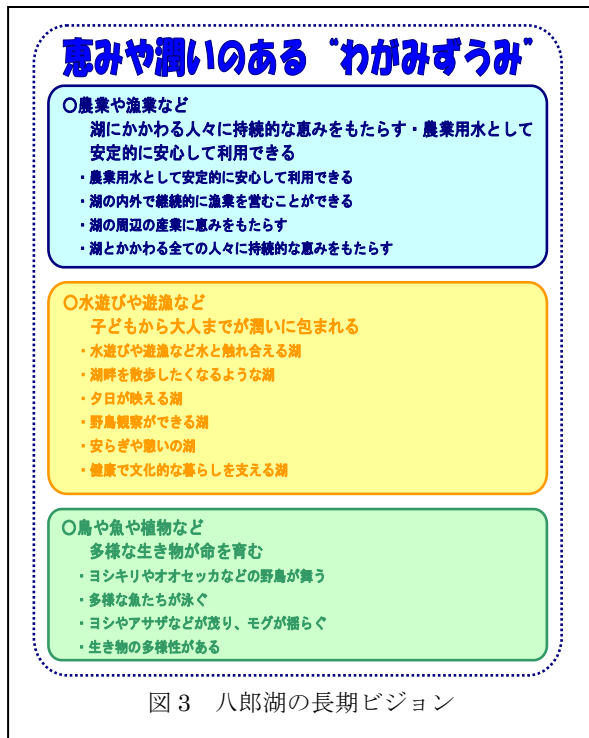 恵みや潤いのある“わがみずうみ”
〇農業や漁業など
湖にかかわる人々に持続的な恵みをもたらす・農業用水として
安定的に安心して利用できる
・農業用水として安定的に安心して利用できる
・湖の内外で継続的に漁業を営むことができる
・湖の周辺の産業に恵みをもたらす
・湖とかかわる全ての人々に持続的な恵みをもたらす
〇水遊びや遊漁など
子どもから大人までが潤いに包まれる
・水遊びや遊漁など水と触れ合える湖
・湖畔を散歩したくなるような湖
・夕日が映える湖
・野鳥観察ができる湖
・安らぎや憩いの湖
・健康で文化的な暮らしを支える湖
〇鳥や魚や植物など
多様な生き物が命を育む
・ヨシキリやオオセッカなどの野鳥が舞う
・多様な魚たちが泳ぐ
・ヨシやアサザなどが茂り、モグが揺らぐ
・生き物の多様性がある
図3 八郎湖の長期ビジョン